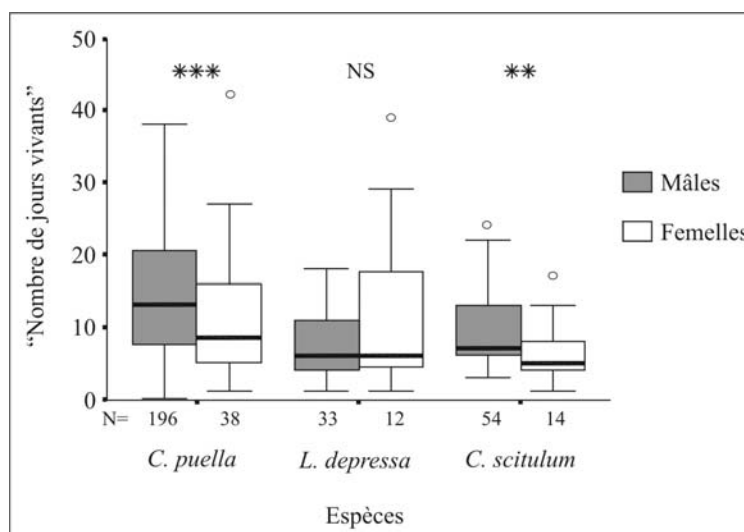 “Nombre de jours vivants”
50
40
30
20
10
0
*** NS **
Mâles
Femelles
N= 196 38 33 12 54 14
C. puella L. depressa C. scitulum
Espèces